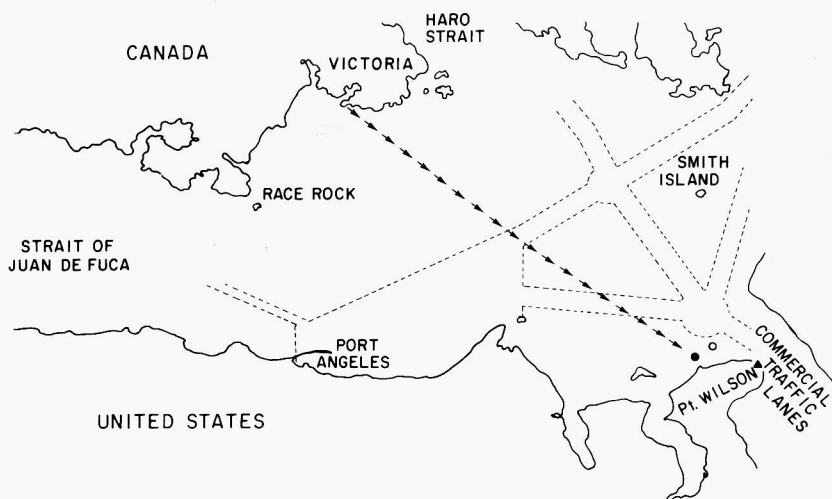 HARO
STRAIT
CANADA
VICTORIA
SMITH
ISLAND
RACE ROCK
STRAIT OF
JUAN DE FUCA
PORT
ANGELES
COMMERCIAL
TRAFFIC
LANES
Pt. WILSON
UNITED STATES